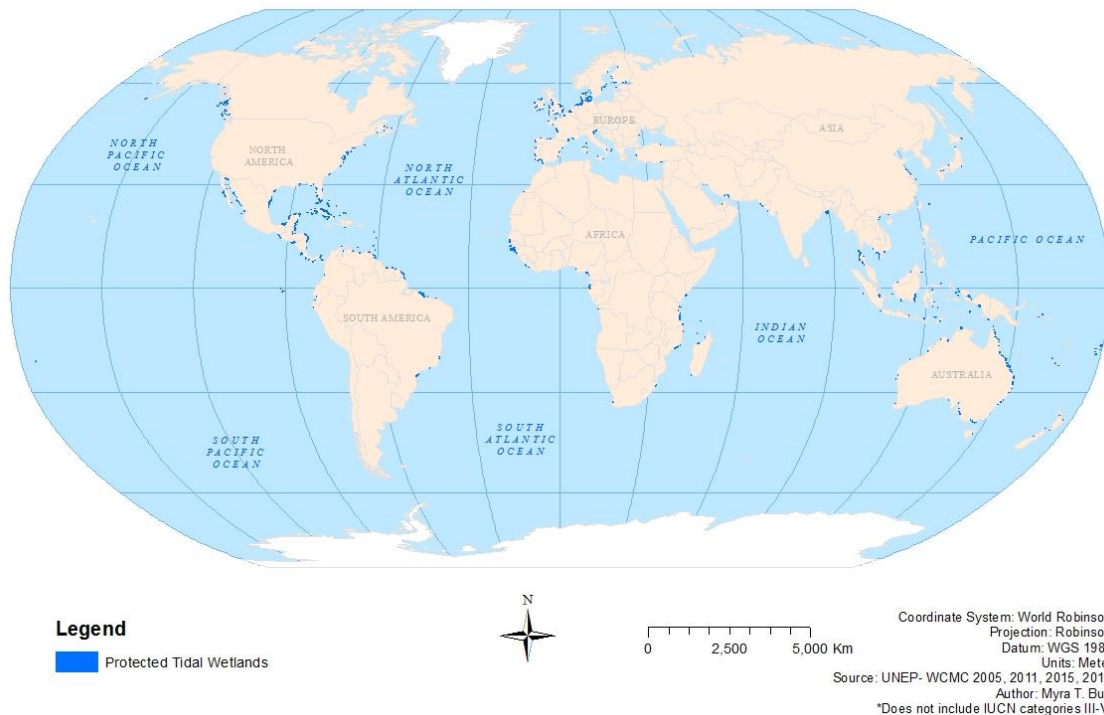 NORTH
PACIFIC
OCEAN
NORTH
AMERICA
NORTH
ATLANTIC
OCEAN
EUROPE
ASIA
AFRICA
PACIFIC OCEAN
SOUTH AMERICA
INDIAN
OCEAN
AUSTRALIA
SOUTH
PACIFIC
OCEAN
SOUTH
ATLANTIC
OCEAN
Legend
Protected Tidal Wetlands
N
0 2,500 5,000 Km
Coordinate System: World Robinso
Projection: Robinso
Datum: WGS 198
Units: Mete
Source: UNEP- WCMC 2005, 2011, 2015, 201
Author: Myra T. Bu
*Does not include IUCN categories III-V